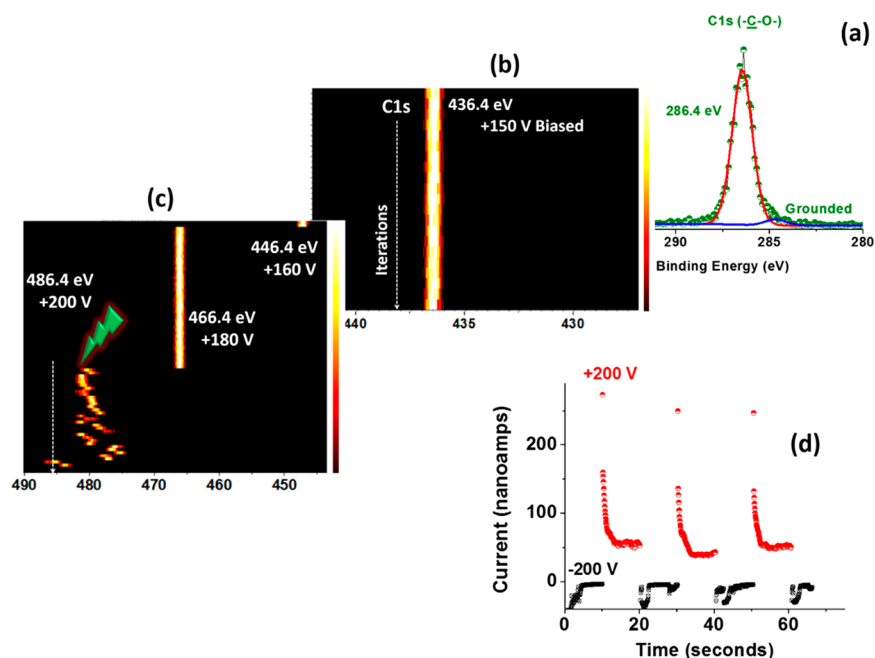 C1s (-C-O-)
(a)
286.4 eV
Grounded
290 285 280
Binding Energy (eV)
(b)
C1s
436.4 eV
+150 V Biased
Iterations
440 435 430
(c)
446.4 eV
+160 V
486.4 eV
+200 V
466.4 eV
+180 V
490 480 470 460 450
+200 V
(d)
Current (nanoamps)
200
100
0
-200 V
0 20 40 60
Time (seconds)